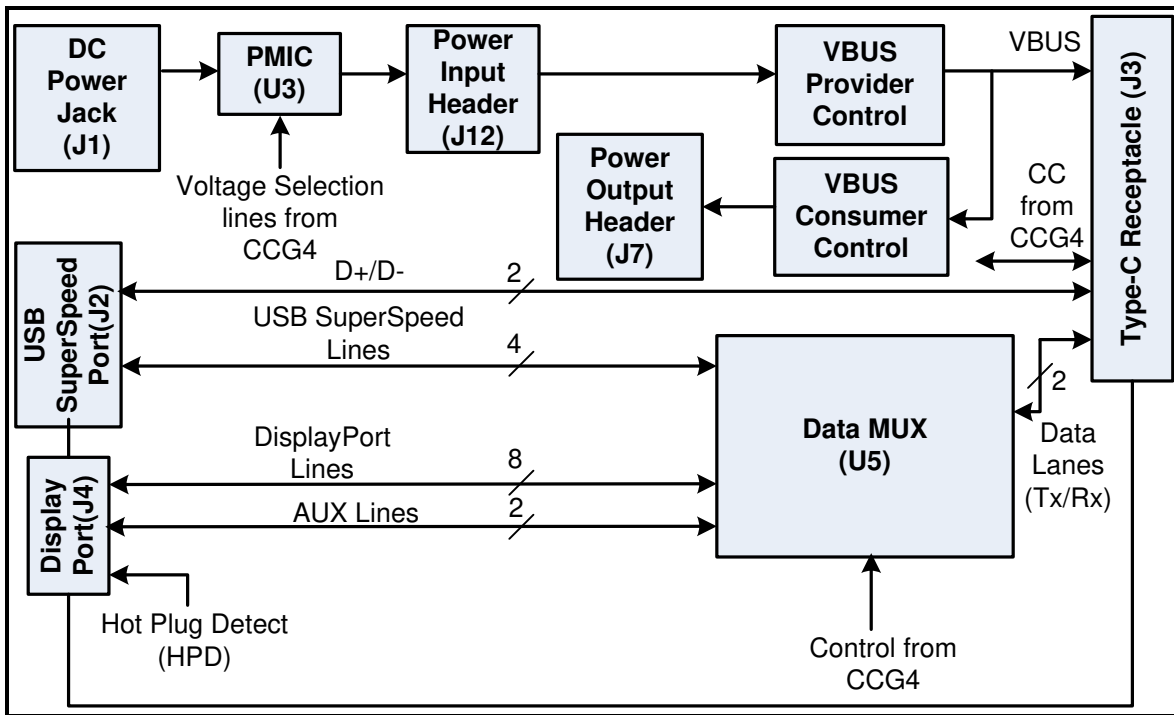 DC
Power
Jack
(J1)
PMIC
(U3)
Power
Input
Header
(J12)
VBUS
Provider
Control
VBUS
Type-C Receptacle (J3)
Voltage Selection
lines from
CCG4
Power
Output
Header
(J7)
VBUS
Consumer
Control
CC
from
CCG4
USB
SuperSpeed
Port(J2)
D+/D-
2
USB SuperSpeed
Lines
4
Data MUX
(U5)
2
Data
Lanes
(Tx/Rx)
Display
Port(J4)
DisplayPort
Lines
8
AUX Lines
2
Hot Plug Detect
(HPD)
Control from
CCG4